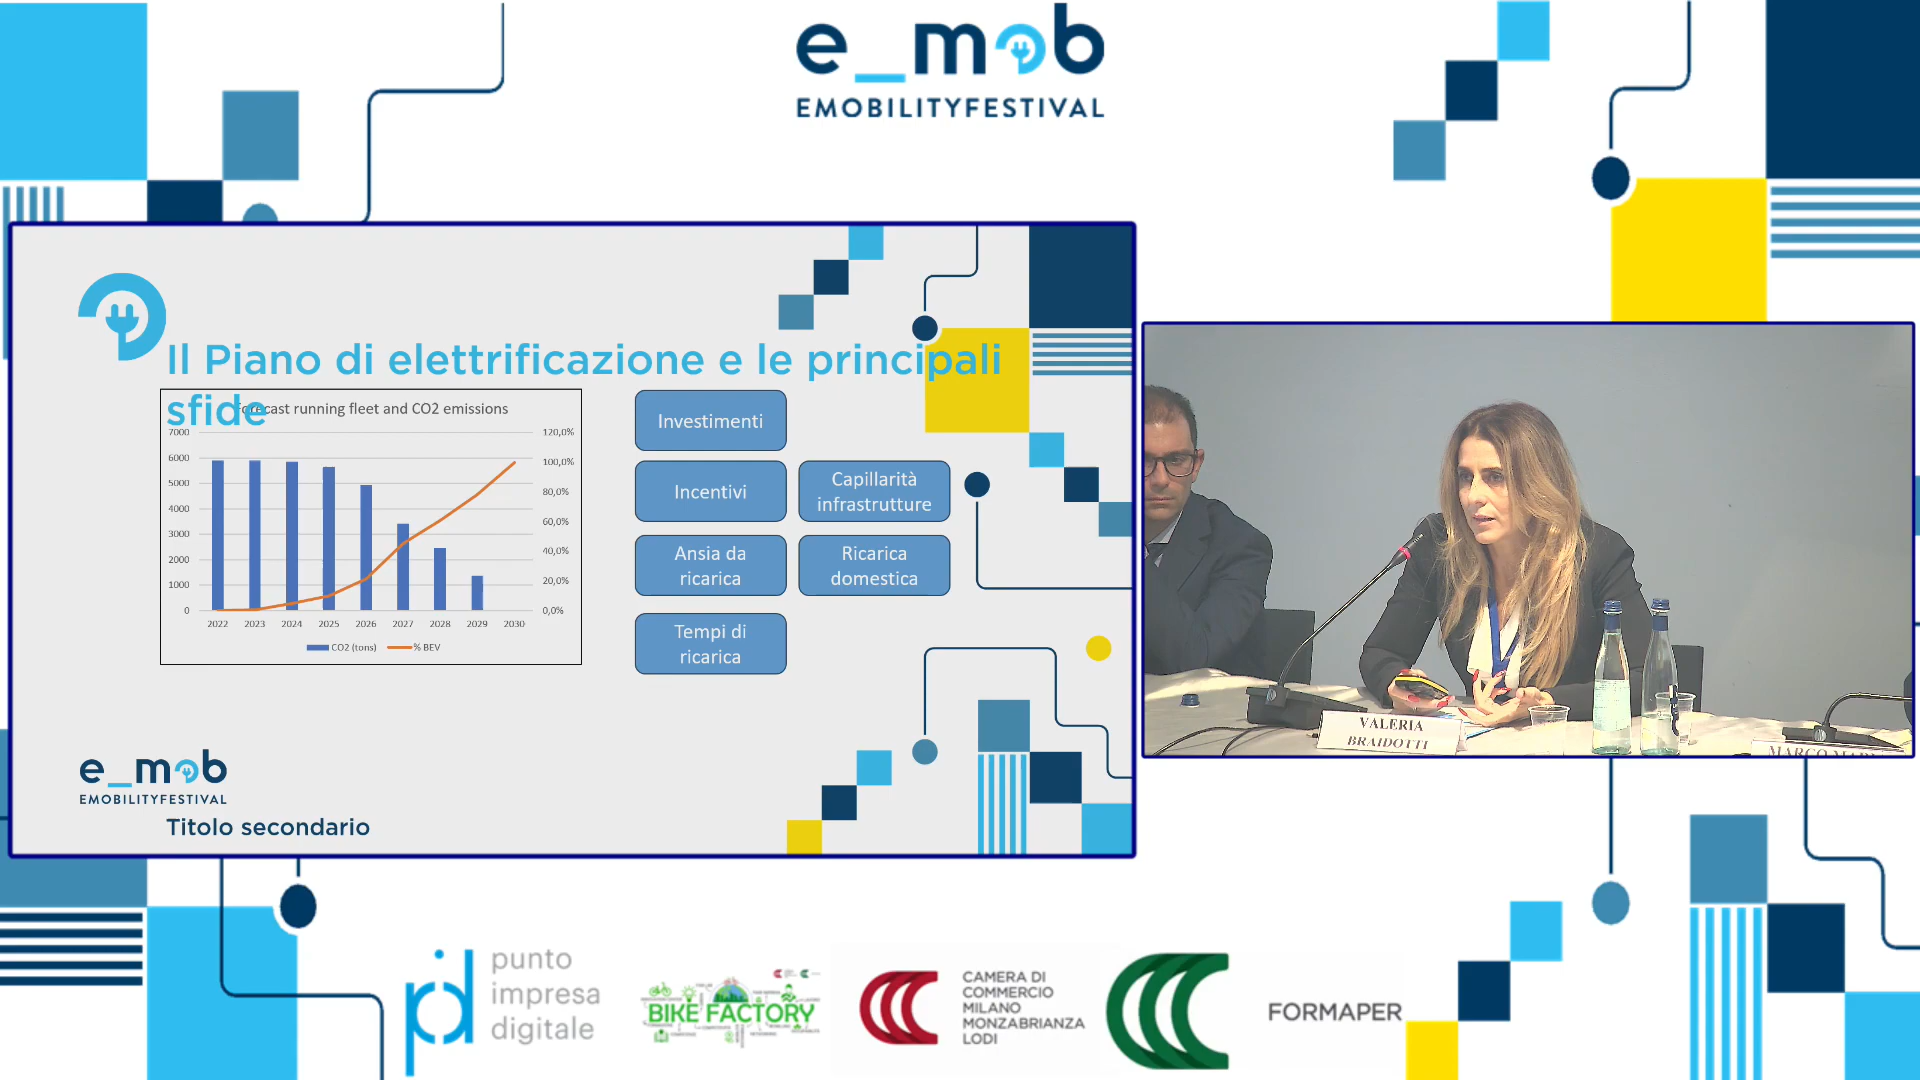 e_mob
EMOBILITYFESTIVAL
Il Piano di elettrificazione e le principali
sfide
Forecast running fleet and CO2 emissions
7000
6000
5000
4000
3000
2000
1000
0
120,0%
100,0%
80,0%
60,0%
40,0%
20,0%
0,0%
2022 2023 2024 2025 2026 2027 2028 2029 2030
CO2 (tons) % BEV
Investimenti
Incentivi
Capillarità
infrastrutture
Ansia da
ricarica
Ricarica
domestica
Tempi di
ricarica
e_mob
EMOBILITYFESTIVAL
Titolo secondario
VALERIA
BRAIDOTTI
MARCO
punto
impresa
digitale
BIKE FACTORY
CAMERA DI
COMMERCIO
MILANO
MONZABRIANZA
LODI
FORMAPER